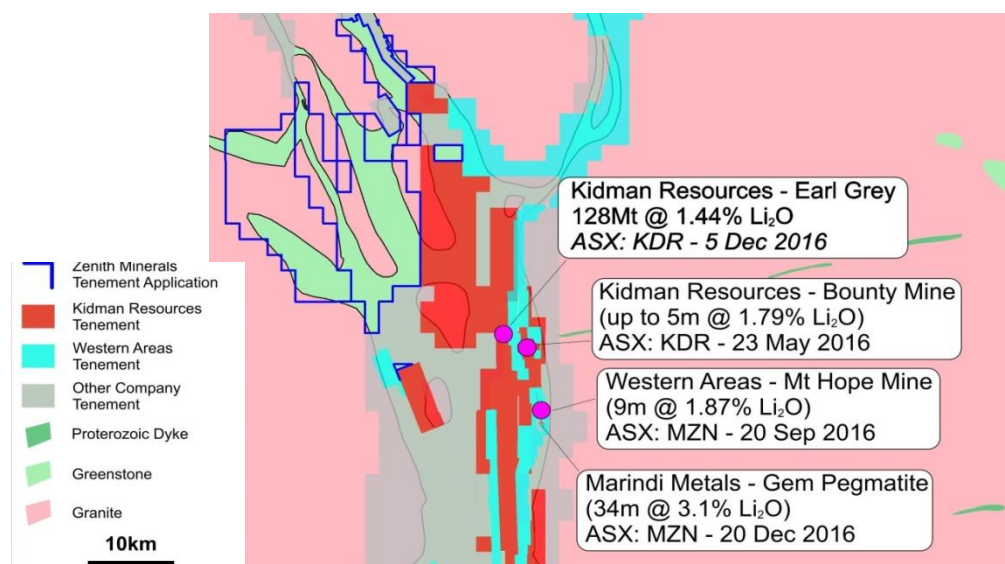 Kidman Resources - Earl Grey
128Mt @ 1.44% Li₂O
ASX: KDR - 5 Dec 2016
Kidman Resources - Bounty Mine
(up to 5m @ 1.79% Li₂O)
ASX: KDR - 23 May 2016
Western Areas - Mt Hope Mine
(9m @ 1.87% Li₂O)
ASX: MZN - 20 Sep 2016
Marindi Metals - Gem Pegmatite
(34m @ 3.1% Li₂O)
ASX: MZN - 20 Dec 2016
Zenith Minerals
Tenement Application
Kidman Resources
Tenement
Western Areas
Tenement
Other Company
Tenement
Proterozoic Dyke
Greenstone
Granite
10km